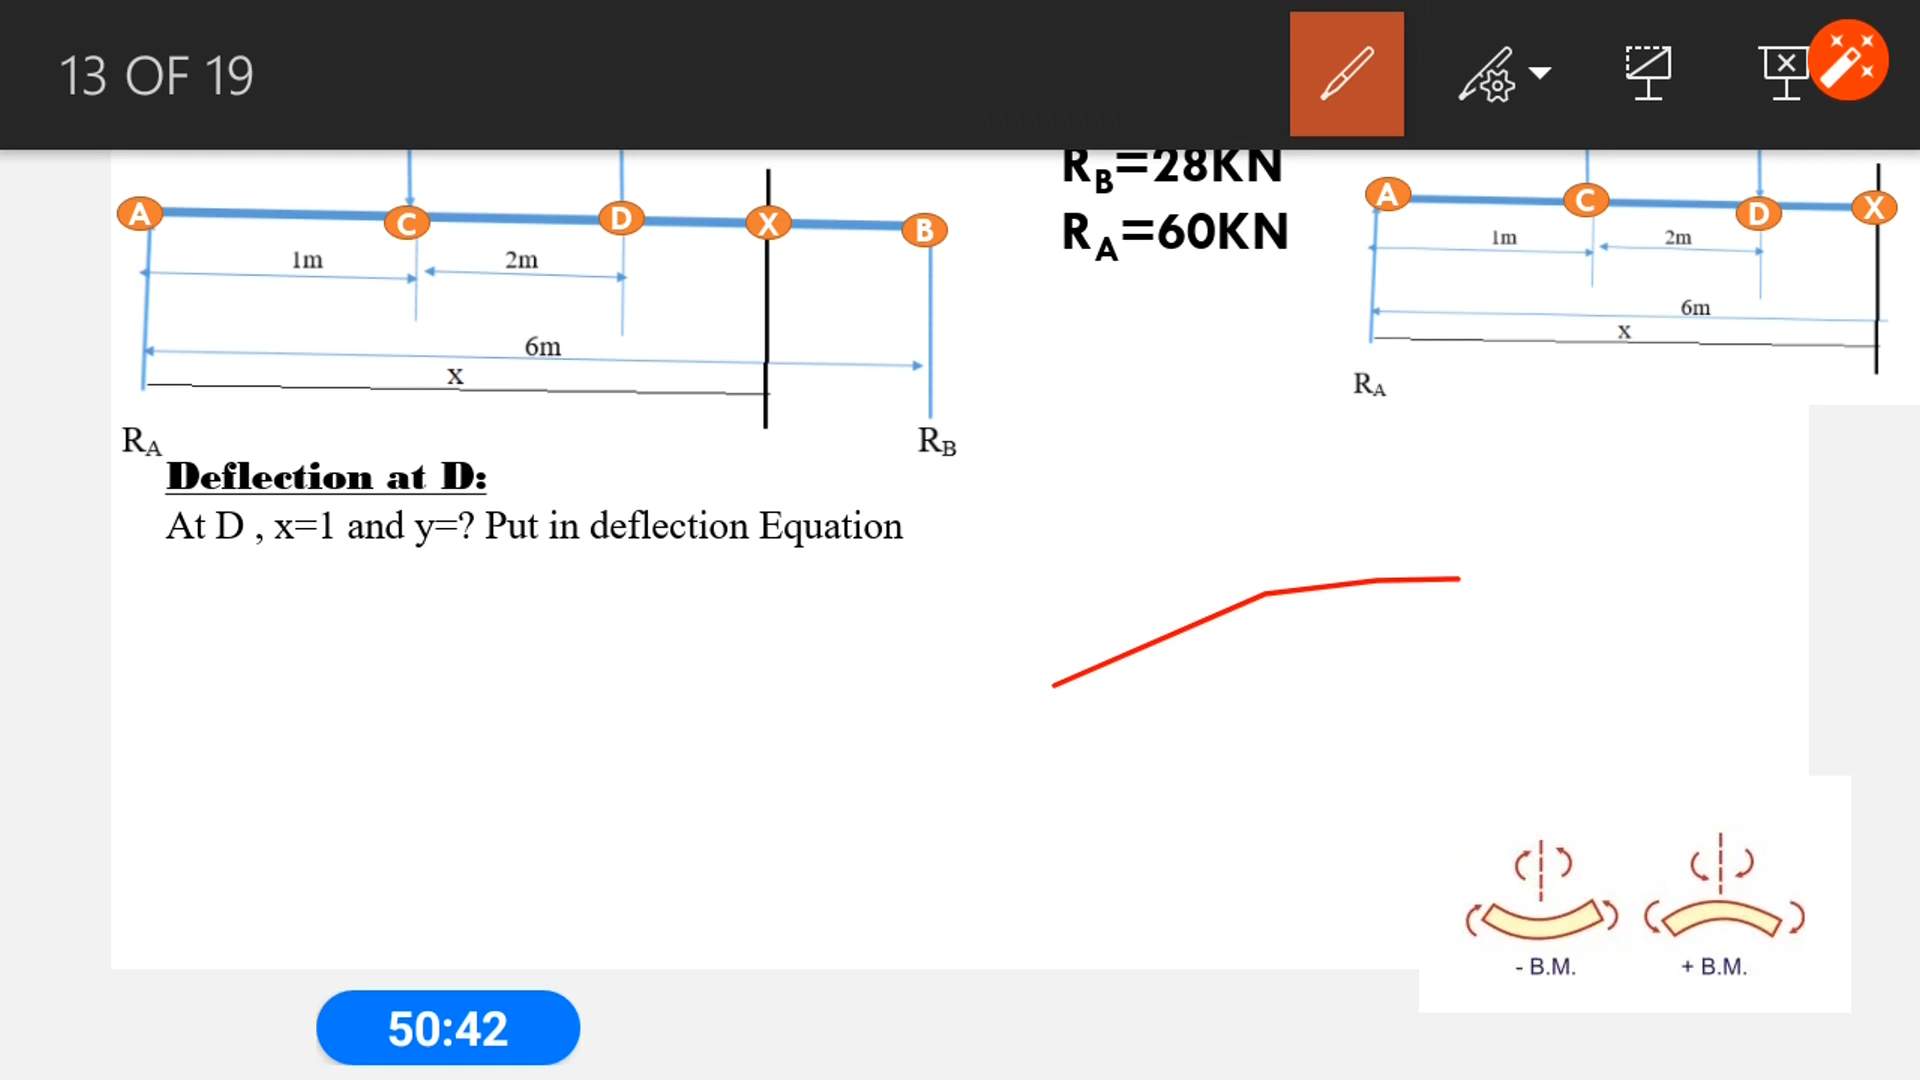 13 OF 19
RB=28KN
RA=60KN
A
C
D
X
B
1m
2m
6m
x
RA
RB
A
C
D
X
1m
2m
6m
x
RA
Deflection at D:
At D , x=1 and y=? Put in deflection Equation
- B.M.
+ B.M.
50:42